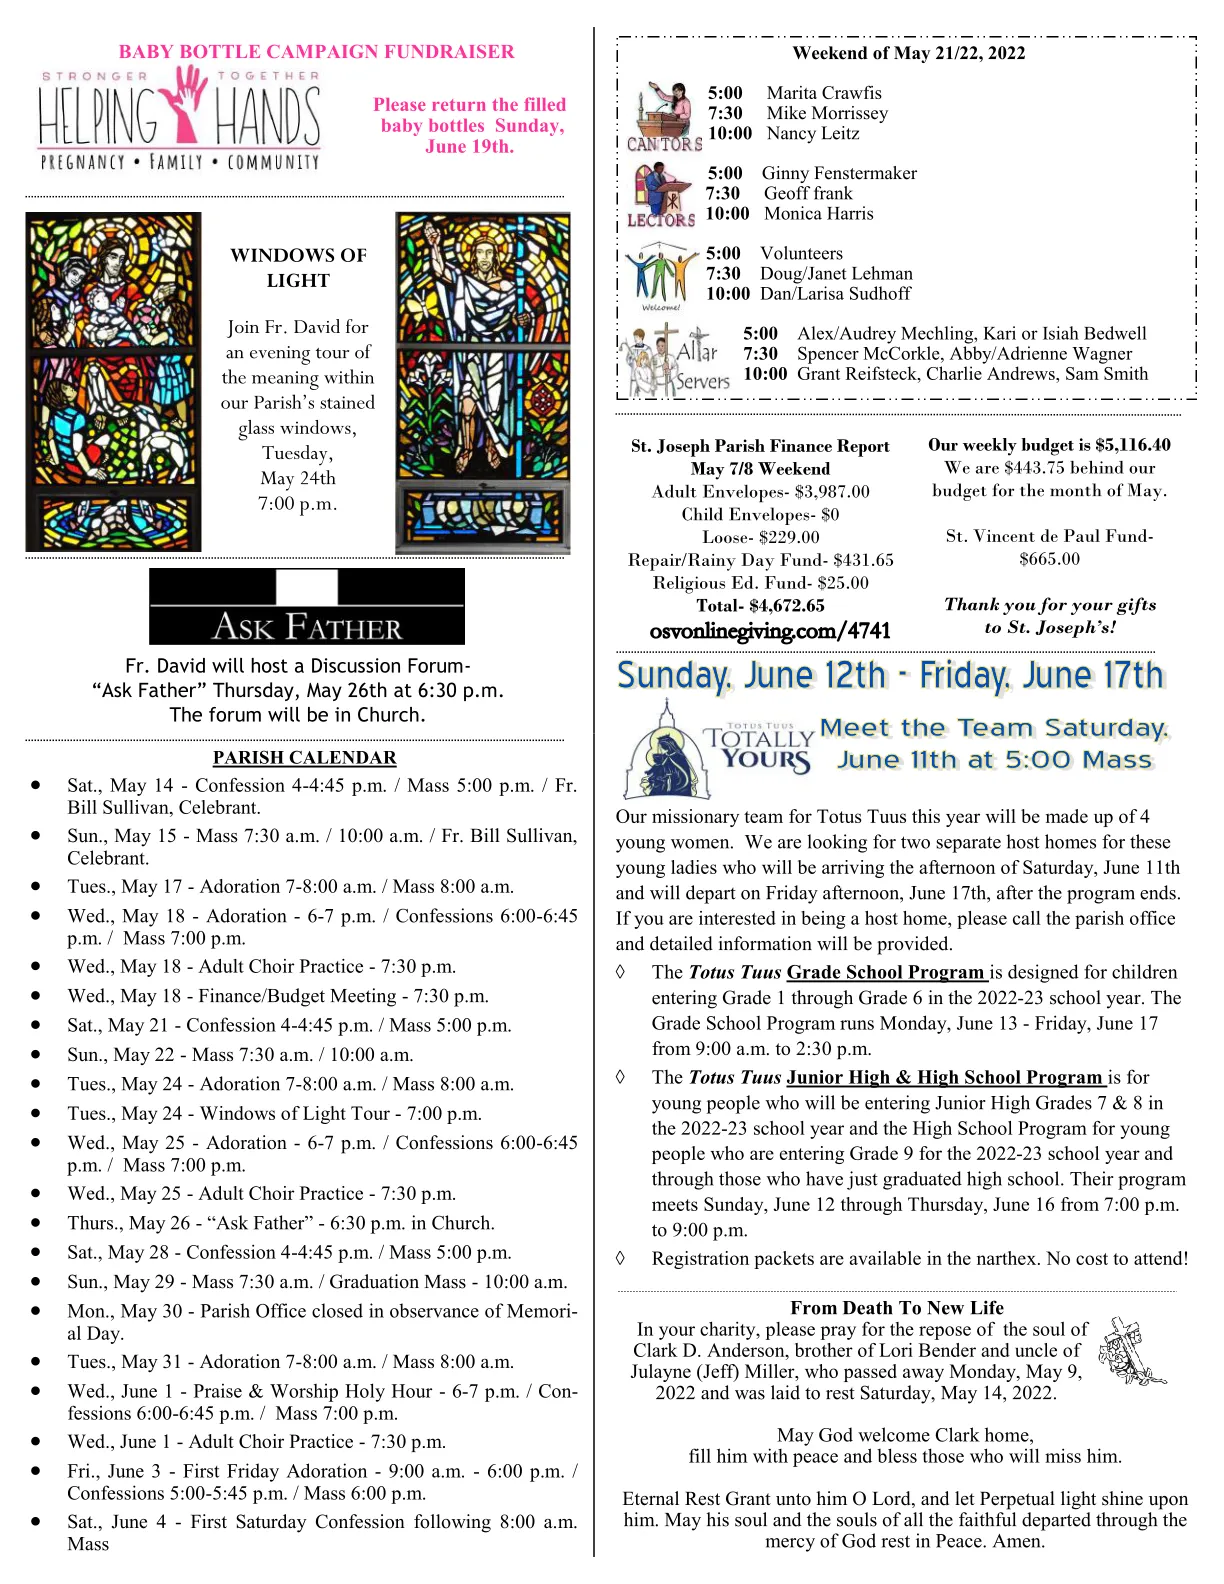 BABY BOTTLE CAMPAIGN FUNDRAISER
STRONGER TOGETHER
HELPING HANDS
PREGNANCY • FAMILY • COMMUNITY
Please return the filled
baby bottles Sunday,
June 19th.
WINDOWS OF
LIGHT
Join Fr. David for
an evening tour of
the meaning within
our Parish's stained
glass windows,
Tuesday,
May 24th
7:00 p.m.
ASK FATHER
Fr. David will host a Discussion Forum-
“Ask Father” Thursday, May 26th at 6:30 p.m.
The forum will be in Church.
PARISH CALENDAR
• Sat., May 14 - Confession 4-4:45 p.m. / Mass 5:00 p.m. / Fr.
Bill Sullivan, Celebrant.
• Sun., May 15 - Mass 7:30 a.m. / 10:00 a.m. / Fr. Bill Sullivan,
Celebrant.
• Tues., May 17 - Adoration 7-8:00 a.m. / Mass 8:00 a.m.
• Wed., May 18 - Adoration - 6-7 p.m. / Confessions 6:00-6:45
p.m. / Mass 7:00 p.m.
• Wed., May 18 - Adult Choir Practice - 7:30 p.m.
• Wed., May 18 - Finance/Budget Meeting - 7:30 p.m.
• Sat., May 21 - Confession 4-4:45 p.m. / Mass 5:00 p.m.
• Sun., May 22 - Mass 7:30 a.m. / 10:00 a.m.
• Tues., May 24 - Adoration 7-8:00 a.m. / Mass 8:00 a.m.
• Tues., May 24 - Windows of Light Tour - 7:00 p.m.
• Wed., May 25 - Adoration - 6-7 p.m. / Confessions 6:00-6:45
p.m. / Mass 7:00 p.m.
• Wed., May 25 - Adult Choir Practice - 7:30 p.m.
• Thurs., May 26 - “Ask Father” - 6:30 p.m. in Church.
• Sat., May 28 - Confession 4-4:45 p.m. / Mass 5:00 p.m.
• Sun., May 29 - Mass 7:30 a.m. / Graduation Mass - 10:00 a.m.
• Mon., May 30 - Parish Office closed in observance of Memori-
al Day.
• Tues., May 31 - Adoration 7-8:00 a.m. / Mass 8:00 a.m.
• Wed., June 1 - Praise & Worship Holy Hour - 6-7 p.m. / Con-
fessions 6:00-6:45 p.m. / Mass 7:00 p.m.
• Wed., June 1 - Adult Choir Practice - 7:30 p.m.
• Fri., June 3 - First Friday Adoration - 9:00 a.m. - 6:00 p.m. /
Confessions 5:00-5:45 p.m. / Mass 6:00 p.m.
• Sat., June 4 - First Saturday Confession following 8:00 a.m.
Mass
Weekend of May 21/22, 2022
CANTORS
5:00 Marita Crawfis
7:30 Mike Morrissey
10:00 Nancy Leitz
LECTORS
5:00 Ginny Fenstermaker
7:30 Geoff frank
10:00 Monica Harris
Welcome!
5:00 Volunteers
7:30 Doug/Janet Lehman
10:00 Dan/Larisa Sudhoff
Altar
Servers
5:00 Alex/Audrey Mechling, Kari or Isiah Bedwell
7:30 Spencer McCorkle, Abby/Adrienne Wagner
10:00 Grant Reifsteck, Charlie Andrews, Sam Smith
St. Joseph Parish Finance Report
May 7/8 Weekend
Adult Envelopes- $3,987.00
Child Envelopes- $0
Loose- $229.00
Repair/Rainy Day Fund- $431.65
Religious Ed. Fund- $25.00
Total- $4,672.65
osvonlinegiving.com/4741
Our weekly budget is $5,116.40
We are $443.75 behind our
budget for the month of May.
St. Vincent de Paul Fund-
$665.00
Thank you for your gifts
to St. Joseph's!
Sunday, June 12th - Friday, June 17th
TOTUS TUUS
TOTALLY
YOURS
Meet the Team Saturday,
June 11th at 5:00 Mass
Our missionary team for Totus Tuus this year will be made up of 4
young women. We are looking for two separate host homes for these
young ladies who will be arriving the afternoon of Saturday, June 11th
and will depart on Friday afternoon, June 17th, after the program ends.
If you are interested in being a host home, please call the parish office
and detailed information will be provided.
◊ The Totus Tuus Grade School Program is designed for children
entering Grade 1 through Grade 6 in the 2022-23 school year. The
Grade School Program runs Monday, June 13 - Friday, June 17
from 9:00 a.m. to 2:30 p.m.
◊ The Totus Tuus Junior High & High School Program is for
young people who will be entering Junior High Grades 7 & 8 in
the 2022-23 school year and the High School Program for young
people who are entering Grade 9 for the 2022-23 school year and
through those who have just graduated high school. Their program
meets Sunday, June 12 through Thursday, June 16 from 7:00 p.m.
to 9:00 p.m.
◊ Registration packets are available in the narthex. No cost to attend!
From Death To New Life
In your charity, please pray for the repose of the soul of
Clark D. Anderson, brother of Lori Bender and uncle of
Julayne (Jeff) Miller, who passed away Monday, May 9,
2022 and was laid to rest Saturday, May 14, 2022.
May God welcome Clark home,
fill him with peace and bless those who will miss him.
Eternal Rest Grant unto him O Lord, and let Perpetual light shine upon
him. May his soul and the souls of all the faithful departed through the
mercy of God rest in Peace. Amen.